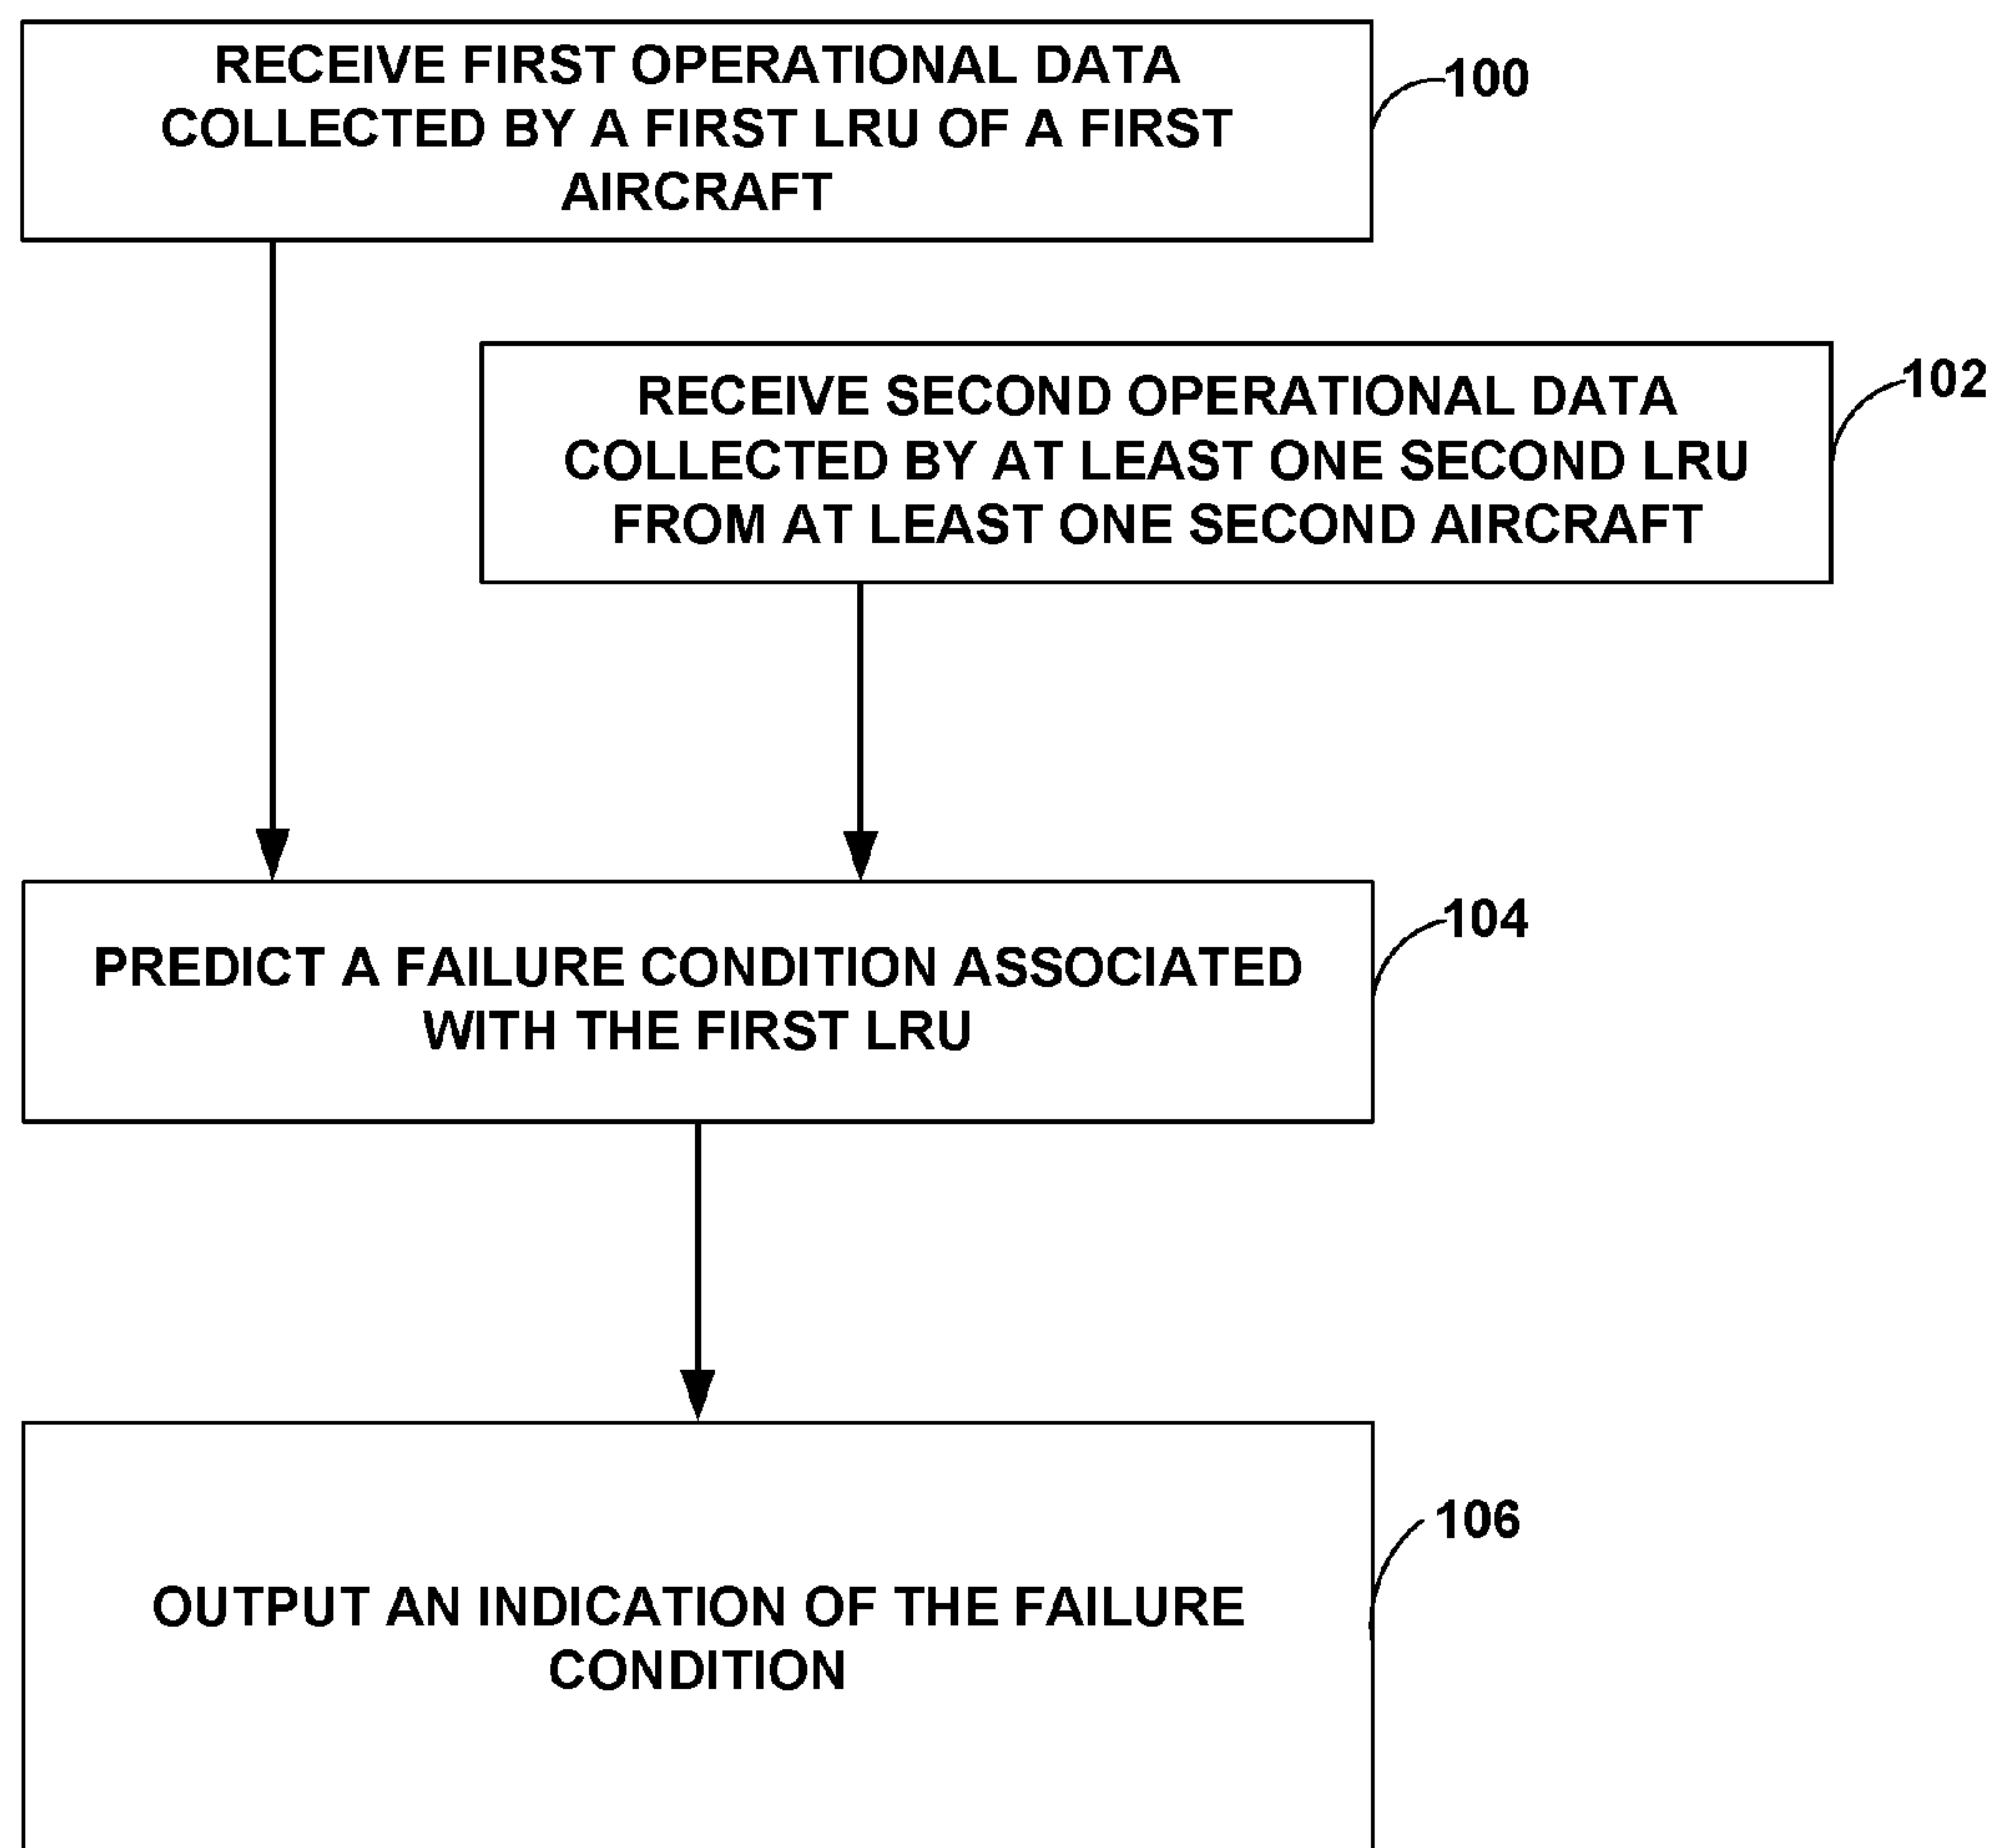 RECEIVE FIRST OPERATIONAL DATA
COLLECTED BY A FIRST LRU OF A FIRST
AIRCRAFT
100
RECEIVE SECOND OPERATIONAL DATA
COLLECTED BY AT LEAST ONE SECOND LRU
FROM AT LEAST ONE SECOND AIRCRAFT
102
PREDICT A FAILURE CONDITION ASSOCIATED
WITH THE FIRST LRU
104
OUTPUT AN INDICATION OF THE FAILURE
CONDITION
106